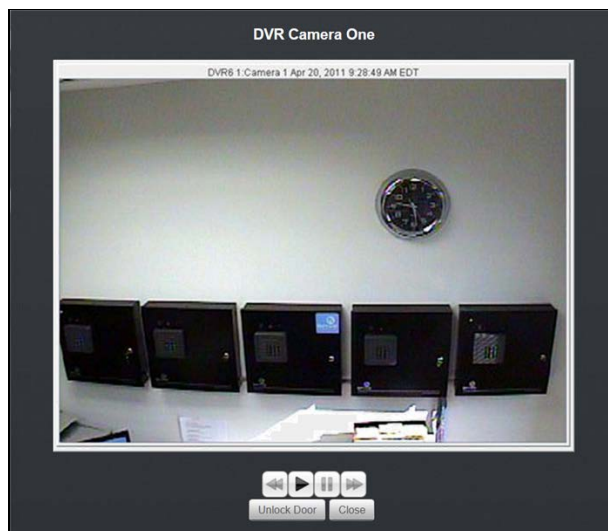 DVR Camera One
DVR6 1:Camera 1 Apr 20, 2011 9:28:49 AM EDT
Unlock Door
Close